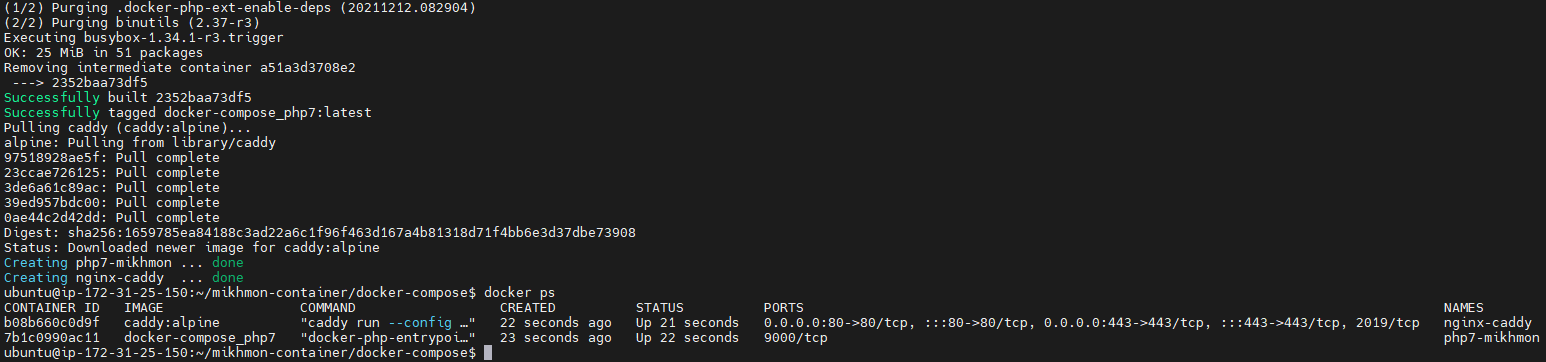 (1/2) Purging .docker-php-ext-enable-deps (20211212.082904)
(2/2) Purging binutils (2.37-r3)
Executing busybox-1.34.1-r3.trigger
OK: 25 MiB in 51 packages
Removing intermediate container a51a3d3708e2
 ---> 2352baa73df5
Successfully built 2352baa73df5
Successfully tagged docker-compose_php7:latest
Pulling caddy (caddy:alpine)...
alpine: Pulling from library/caddy
97518928ae5f: Pull complete
23ccae726125: Pull complete
3de6a61c89ac: Pull complete
39ed957bdc00: Pull complete
0ae44c2d42dd: Pull complete
Digest: sha256:1659785ea84188c3ad22a6c1f96f463d167a4b81318d71f4bb6e3d37dbe73908
Status: Downloaded newer image for caddy:alpine
Creating php7-mikhmon ... done
Creating nginx-caddy  ... done
ubuntu@ip-172-31-25-150:~/mikhmon-container/docker-compose$ docker ps
CONTAINER ID   IMAGE                 COMMAND                  CREATED          STATUS          PORTS                                                                                NAMES
b08b660c0d9f   caddy:alpine          "caddy run --config …"   22 seconds ago   Up 21 seconds   0.0.0.0:80->80/tcp, :::80->80/tcp, 0.0.0.0:443->443/tcp, :::443->443/tcp, 2019/tcp   nginx-caddy
7b1c0990ac11   docker-compose_php7   "docker-php-entrypoi…"   23 seconds ago   Up 22 seconds   9000/tcp                                                                             php7-mikhmon
ubuntu@ip-172-31-25-150:~/mikhmon-container/docker-compose$